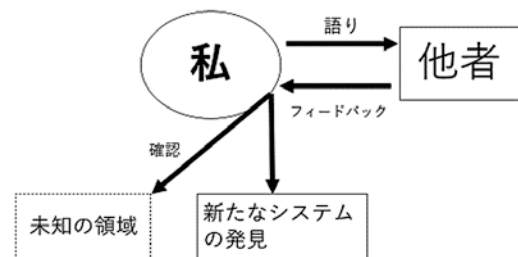 語り
私
他者
フィードバック
確認
未知の領域
新たなシステム
の発見